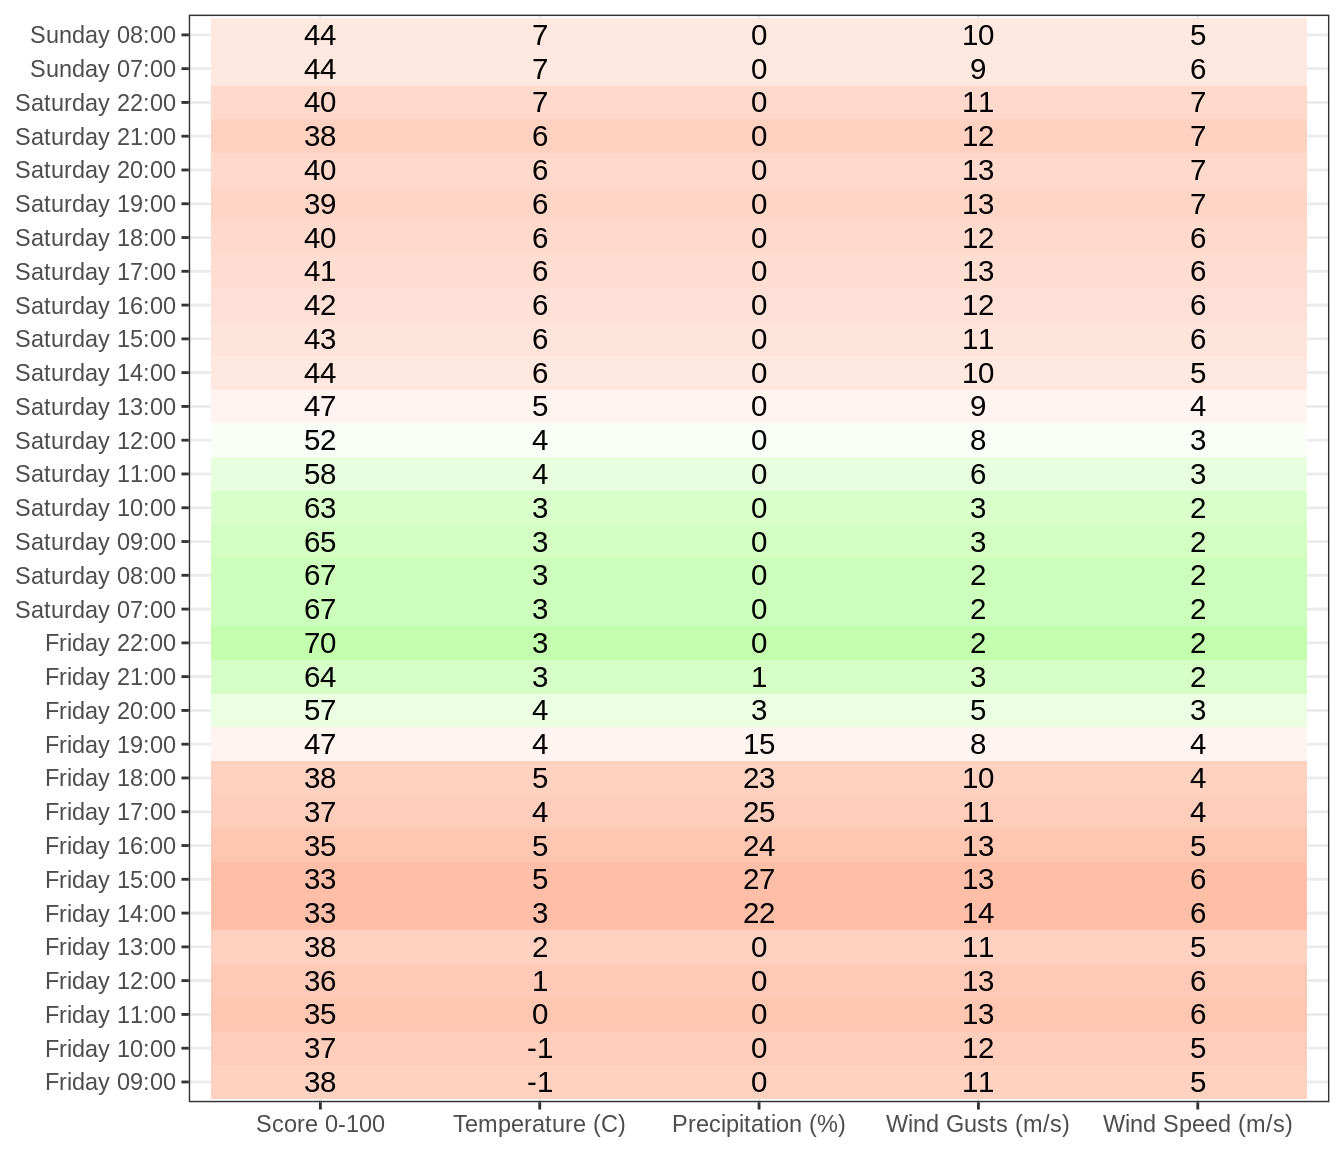 Sunday 08:00 44 7 0 10 5
Sunday 07:00 44 7 0 9 6
Saturday 22:00 40 7 0 11 7
Saturday 21:00 38 6 0 12 7
Saturday 20:00 40 6 0 13 7
Saturday 19:00 39 6 0 13 7
Saturday 18:00 40 6 0 12 6
Saturday 17:00 41 6 0 13 6
Saturday 16:00 42 6 0 12 6
Saturday 15:00 43 6 0 11 6
Saturday 14:00 44 6 0 10 5
Saturday 13:00 47 5 0 9 4
Saturday 12:00 52 4 0 8 3
Saturday 11:00 58 4 0 6 3
Saturday 10:00 63 3 0 3 2
Saturday 09:00 65 3 0 3 2
Saturday 08:00 67 3 0 2 2
Saturday 07:00 67 3 0 2 2
Friday 22:00 70 3 0 2 2
Friday 21:00 64 3 1 3 2
Friday 20:00 57 4 3 5 3
Friday 19:00 47 4 15 8 4
Friday 18:00 38 5 23 10 4
Friday 17:00 37 4 25 11 4
Friday 16:00 35 5 24 13 5
Friday 15:00 33 5 27 13 6
Friday 14:00 33 3 22 14 6
Friday 13:00 38 2 0 11 5
Friday 12:00 36 1 0 13 6
Friday 11:00 35 0 0 13 6
Friday 10:00 37 -1 0 12 5
Friday 09:00 38 -1 0 11 5
Score 0-100 Temperature (C) Precipitation (%) Wind Gusts (m/s) Wind Speed (m/s)